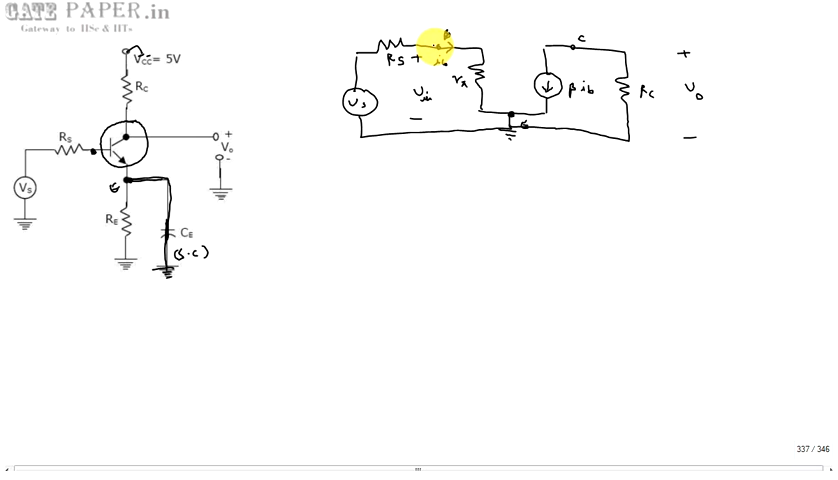 GATE PAPER.in
Gateway to IISc & IITs
Vcc = 5V
Rc
Rs
+
Vo
-
Vs
E
RE
CE
(S.C)
Rs + ib
B
rπ
Vs
Vin
-
E
C
β ib
Rc
+
Vo
-
337 / 346